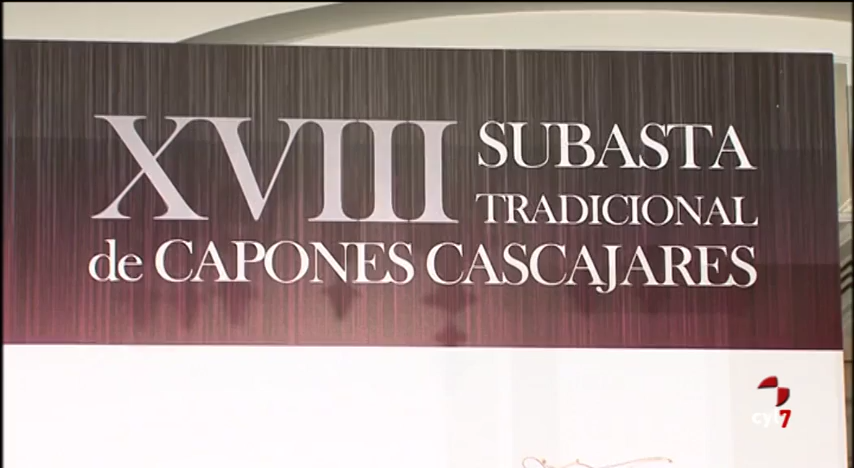 XVIII SUBASTA
TRADICIONAL
de CAPONES CASCAJARES
cyl7